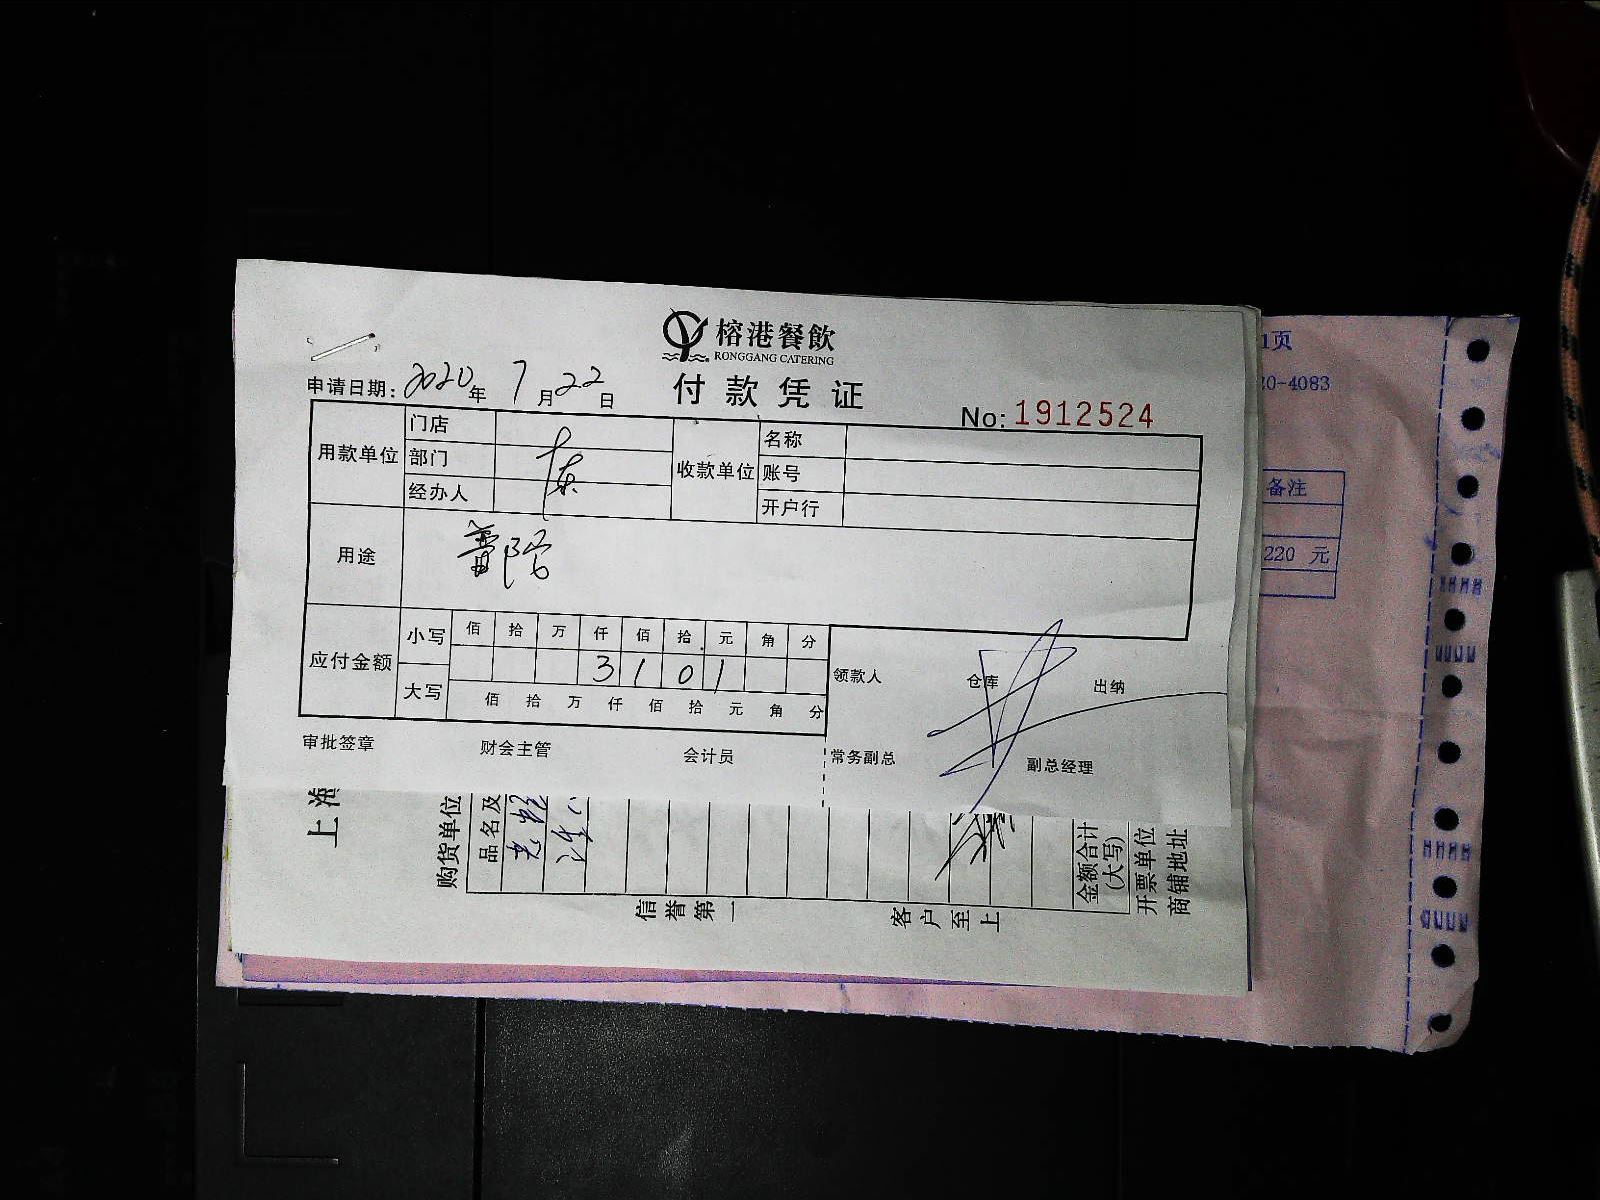 榕港餐飲
RONGGANG CATERING
付款凭证
申请日期: 2020年 7月22日
No: 1912524
用款单位 门店 收款单位 名称
部门 账号
经办人 开户行
用途
应付金额 小写 佰 拾 万 仟 佰 拾 元 角 分
3 1 0 1
大写 佰 拾 万 仟 佰 拾 元 角 分
领款人 仓库 出纳
审批签章 财会主管 会计员 常务副总 副总经理
上海
购货单位
品名及
信誉第一
客户至上
金额合计
(大写)
开票单位
商铺地址
1页
20-4083
备注
220 元